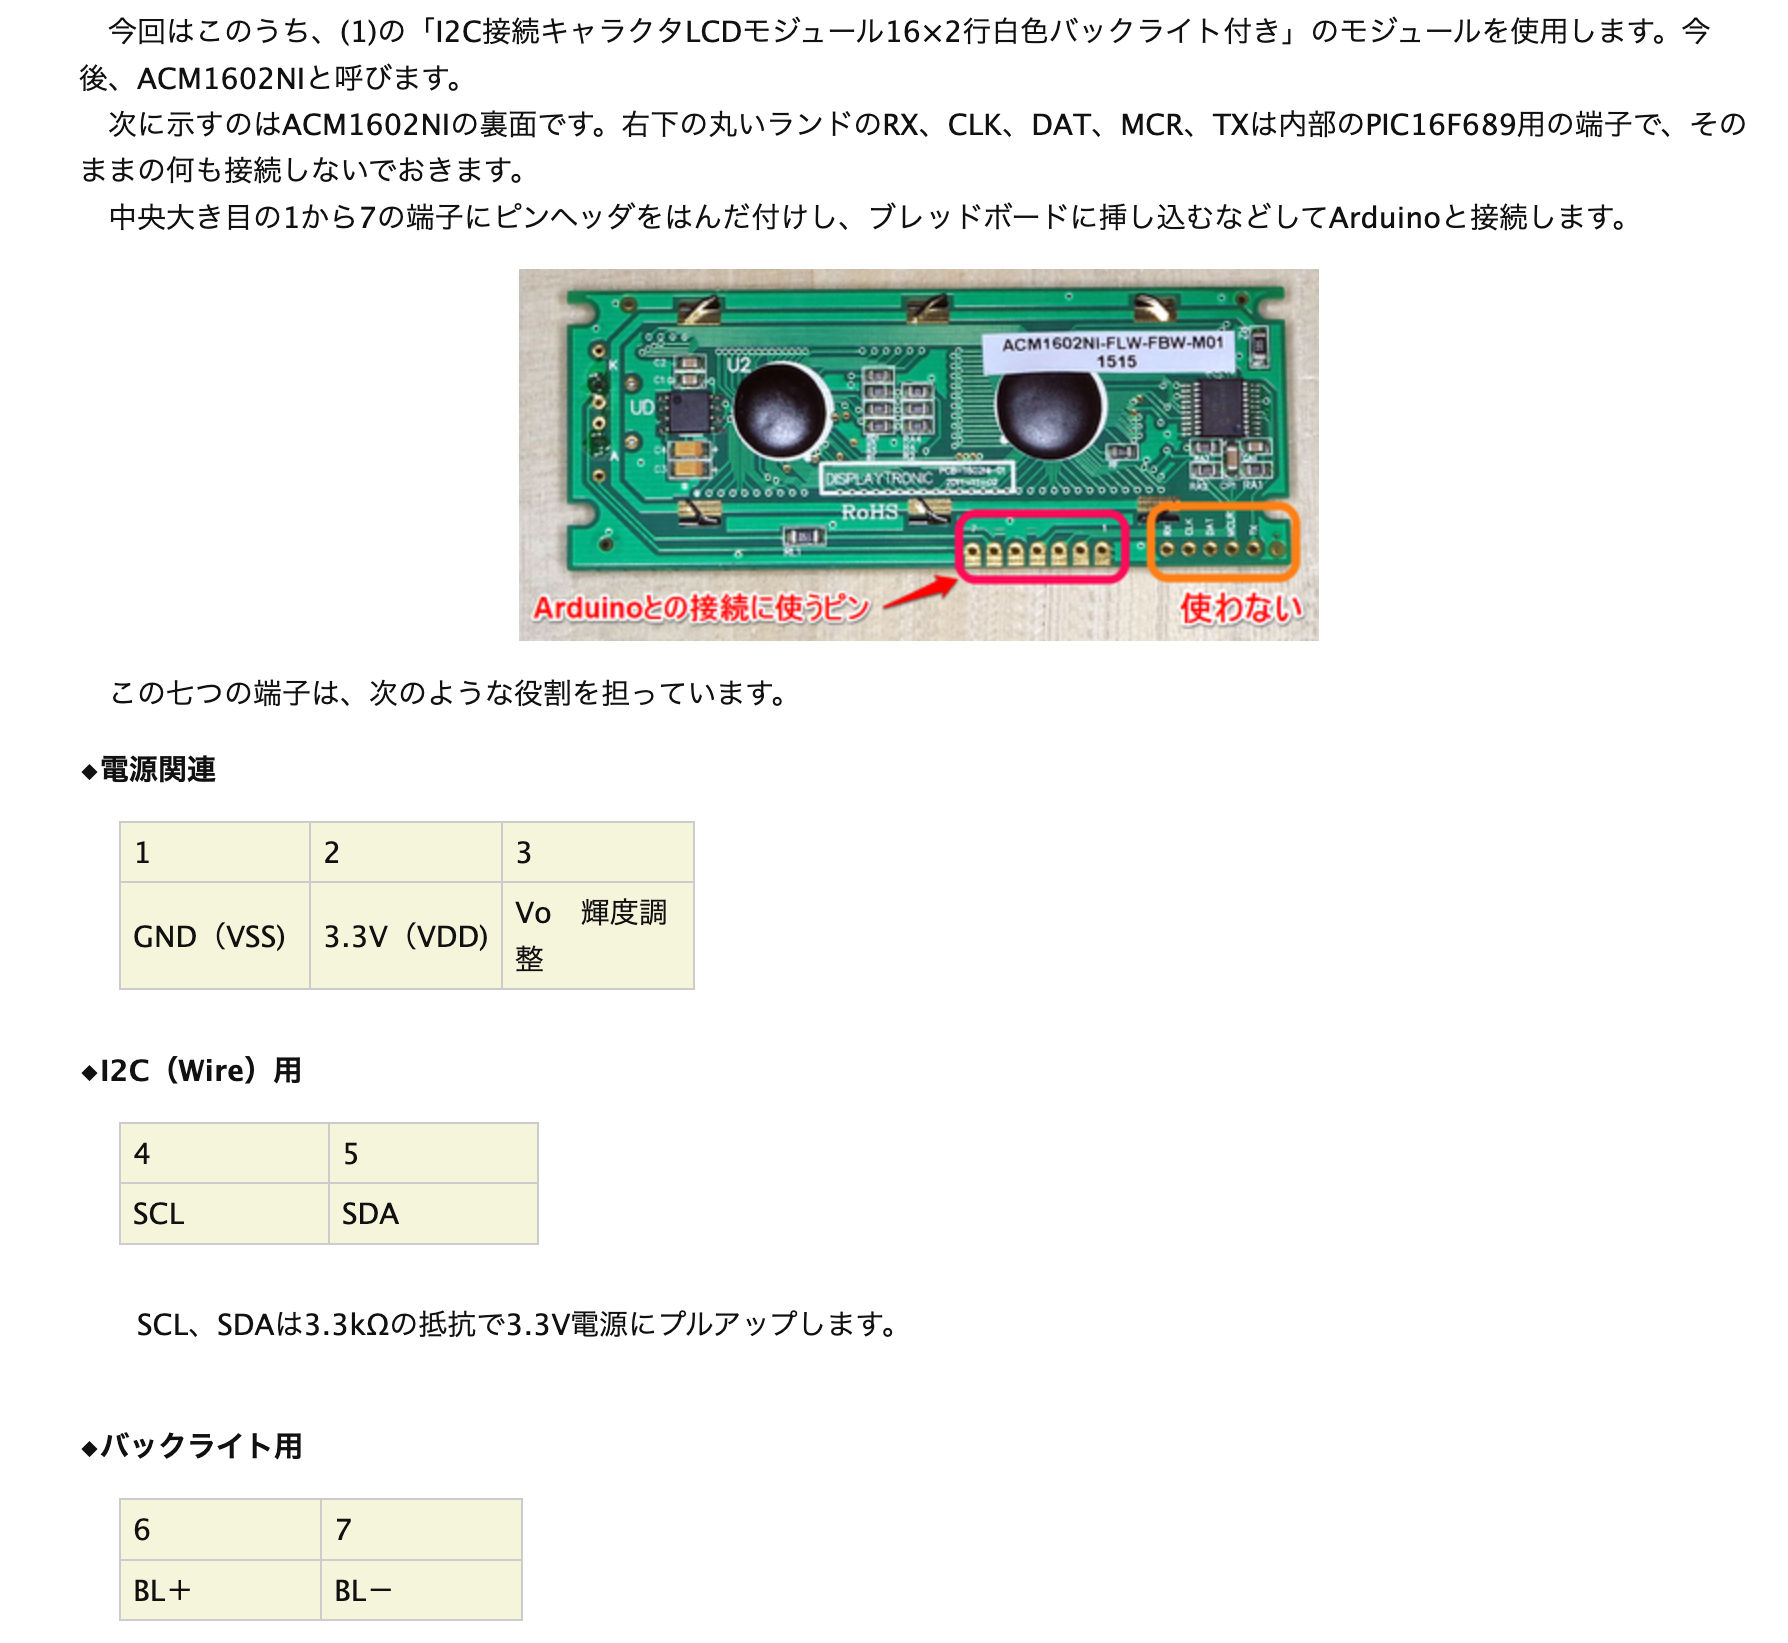 今回はこのうち、(1)の「I2C接続キャラクタLCDモジュール16×2行白色バックライト付き」のモジュールを使用します。今
後、ACM1602NIと呼びます。
次に示すのはACM1602NIの裏面です。右下の丸いランドのRX、CLK、DAT、MCR、TXは内部のPIC16F689用の端子で、その
ままの何も接続しないでおきます。
中央大き目の1から7の端子にピンヘッダをはんだ付けし、ブレッドボードに挿し込むなどしてArduinoと接続します。
ACM1602NI-FLW-FBW-M01
1515
K
C2
C1
U2
UD
A
C3
DISPLAYTRONIC
RoHS
RX
CLK
DAT
TX
Arduinoとの接続に使うピン
使わない
この七つの端子は、次のような役割を担っています。
◆電源関連
1 2 3
GND（VSS) 3.3V（VDD) Vo 輝度調
整
◆I2C（Wire）用
4 5
SCL SDA
SCL、SDAは3.3kΩの抵抗で3.3V電源にプルアップします。
◆バックライト用
6 7
BL＋ BL－